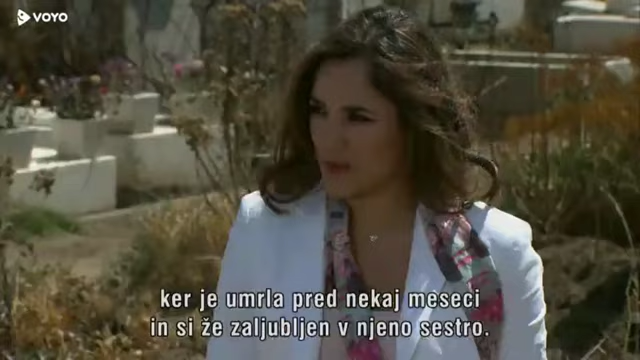 VOYO
ker je umrla pred nekaj meseci
in si že zaljubljen v njeno sestro.